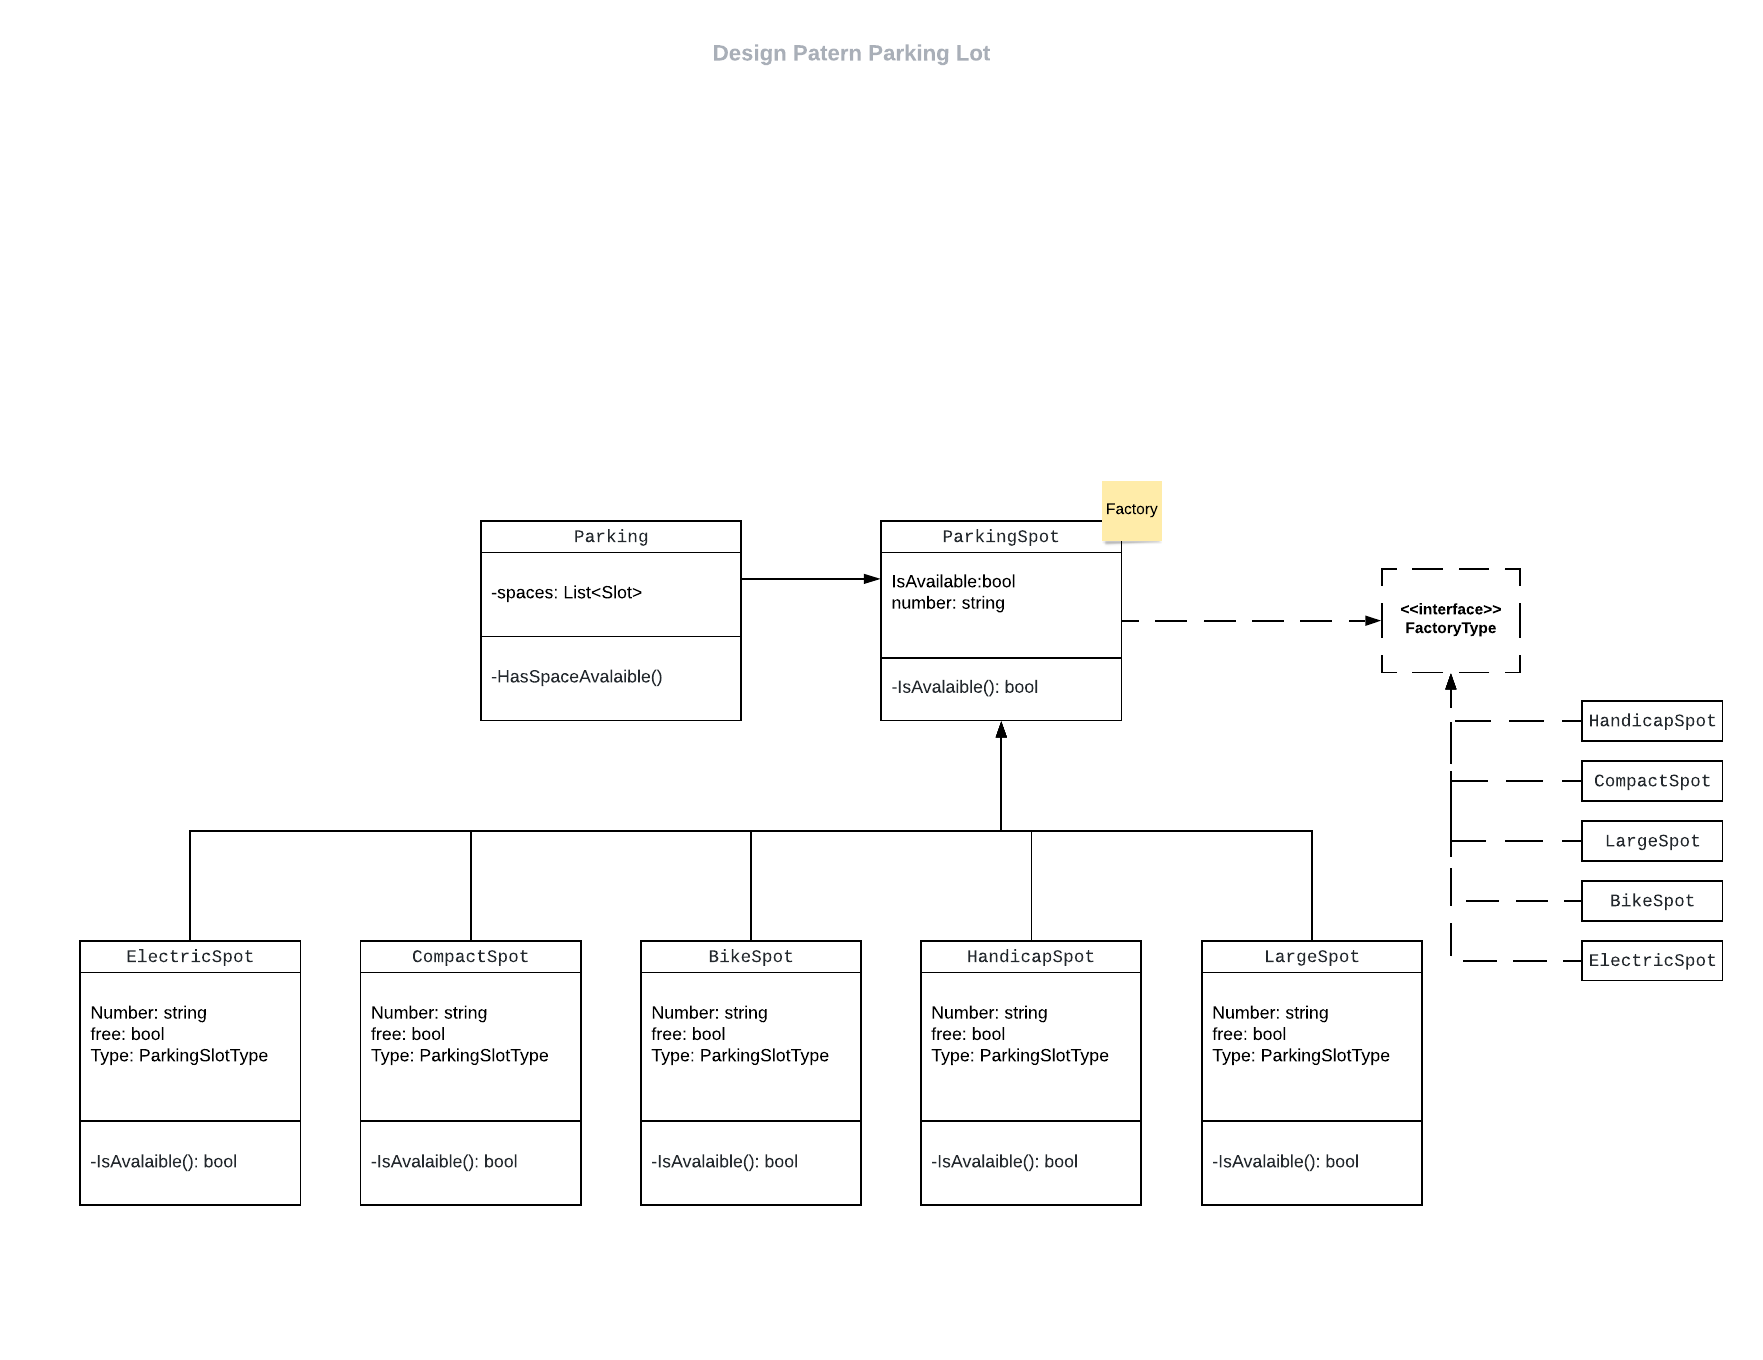 Design Patern Parking Lot
Factory
Parking
-spaces: List<Slot>
-HasSpaceAvalaible()
ParkingSpot
IsAvailable:bool
number: string
-IsAvalaible(): bool
<<interface>>
FactoryType
HandicapSpot
CompactSpot
LargeSpot
BikeSpot
ElectricSpot
ElectricSpot
Number: string
free: bool
Type: ParkingSlotType
-IsAvalaible(): bool
CompactSpot
Number: string
free: bool
Type: ParkingSlotType
-IsAvalaible(): bool
BikeSpot
Number: string
free: bool
Type: ParkingSlotType
-IsAvalaible(): bool
HandicapSpot
Number: string
free: bool
Type: ParkingSlotType
-IsAvalaible(): bool
LargeSpot
Number: string
free: bool
Type: ParkingSlotType
-IsAvalaible(): bool